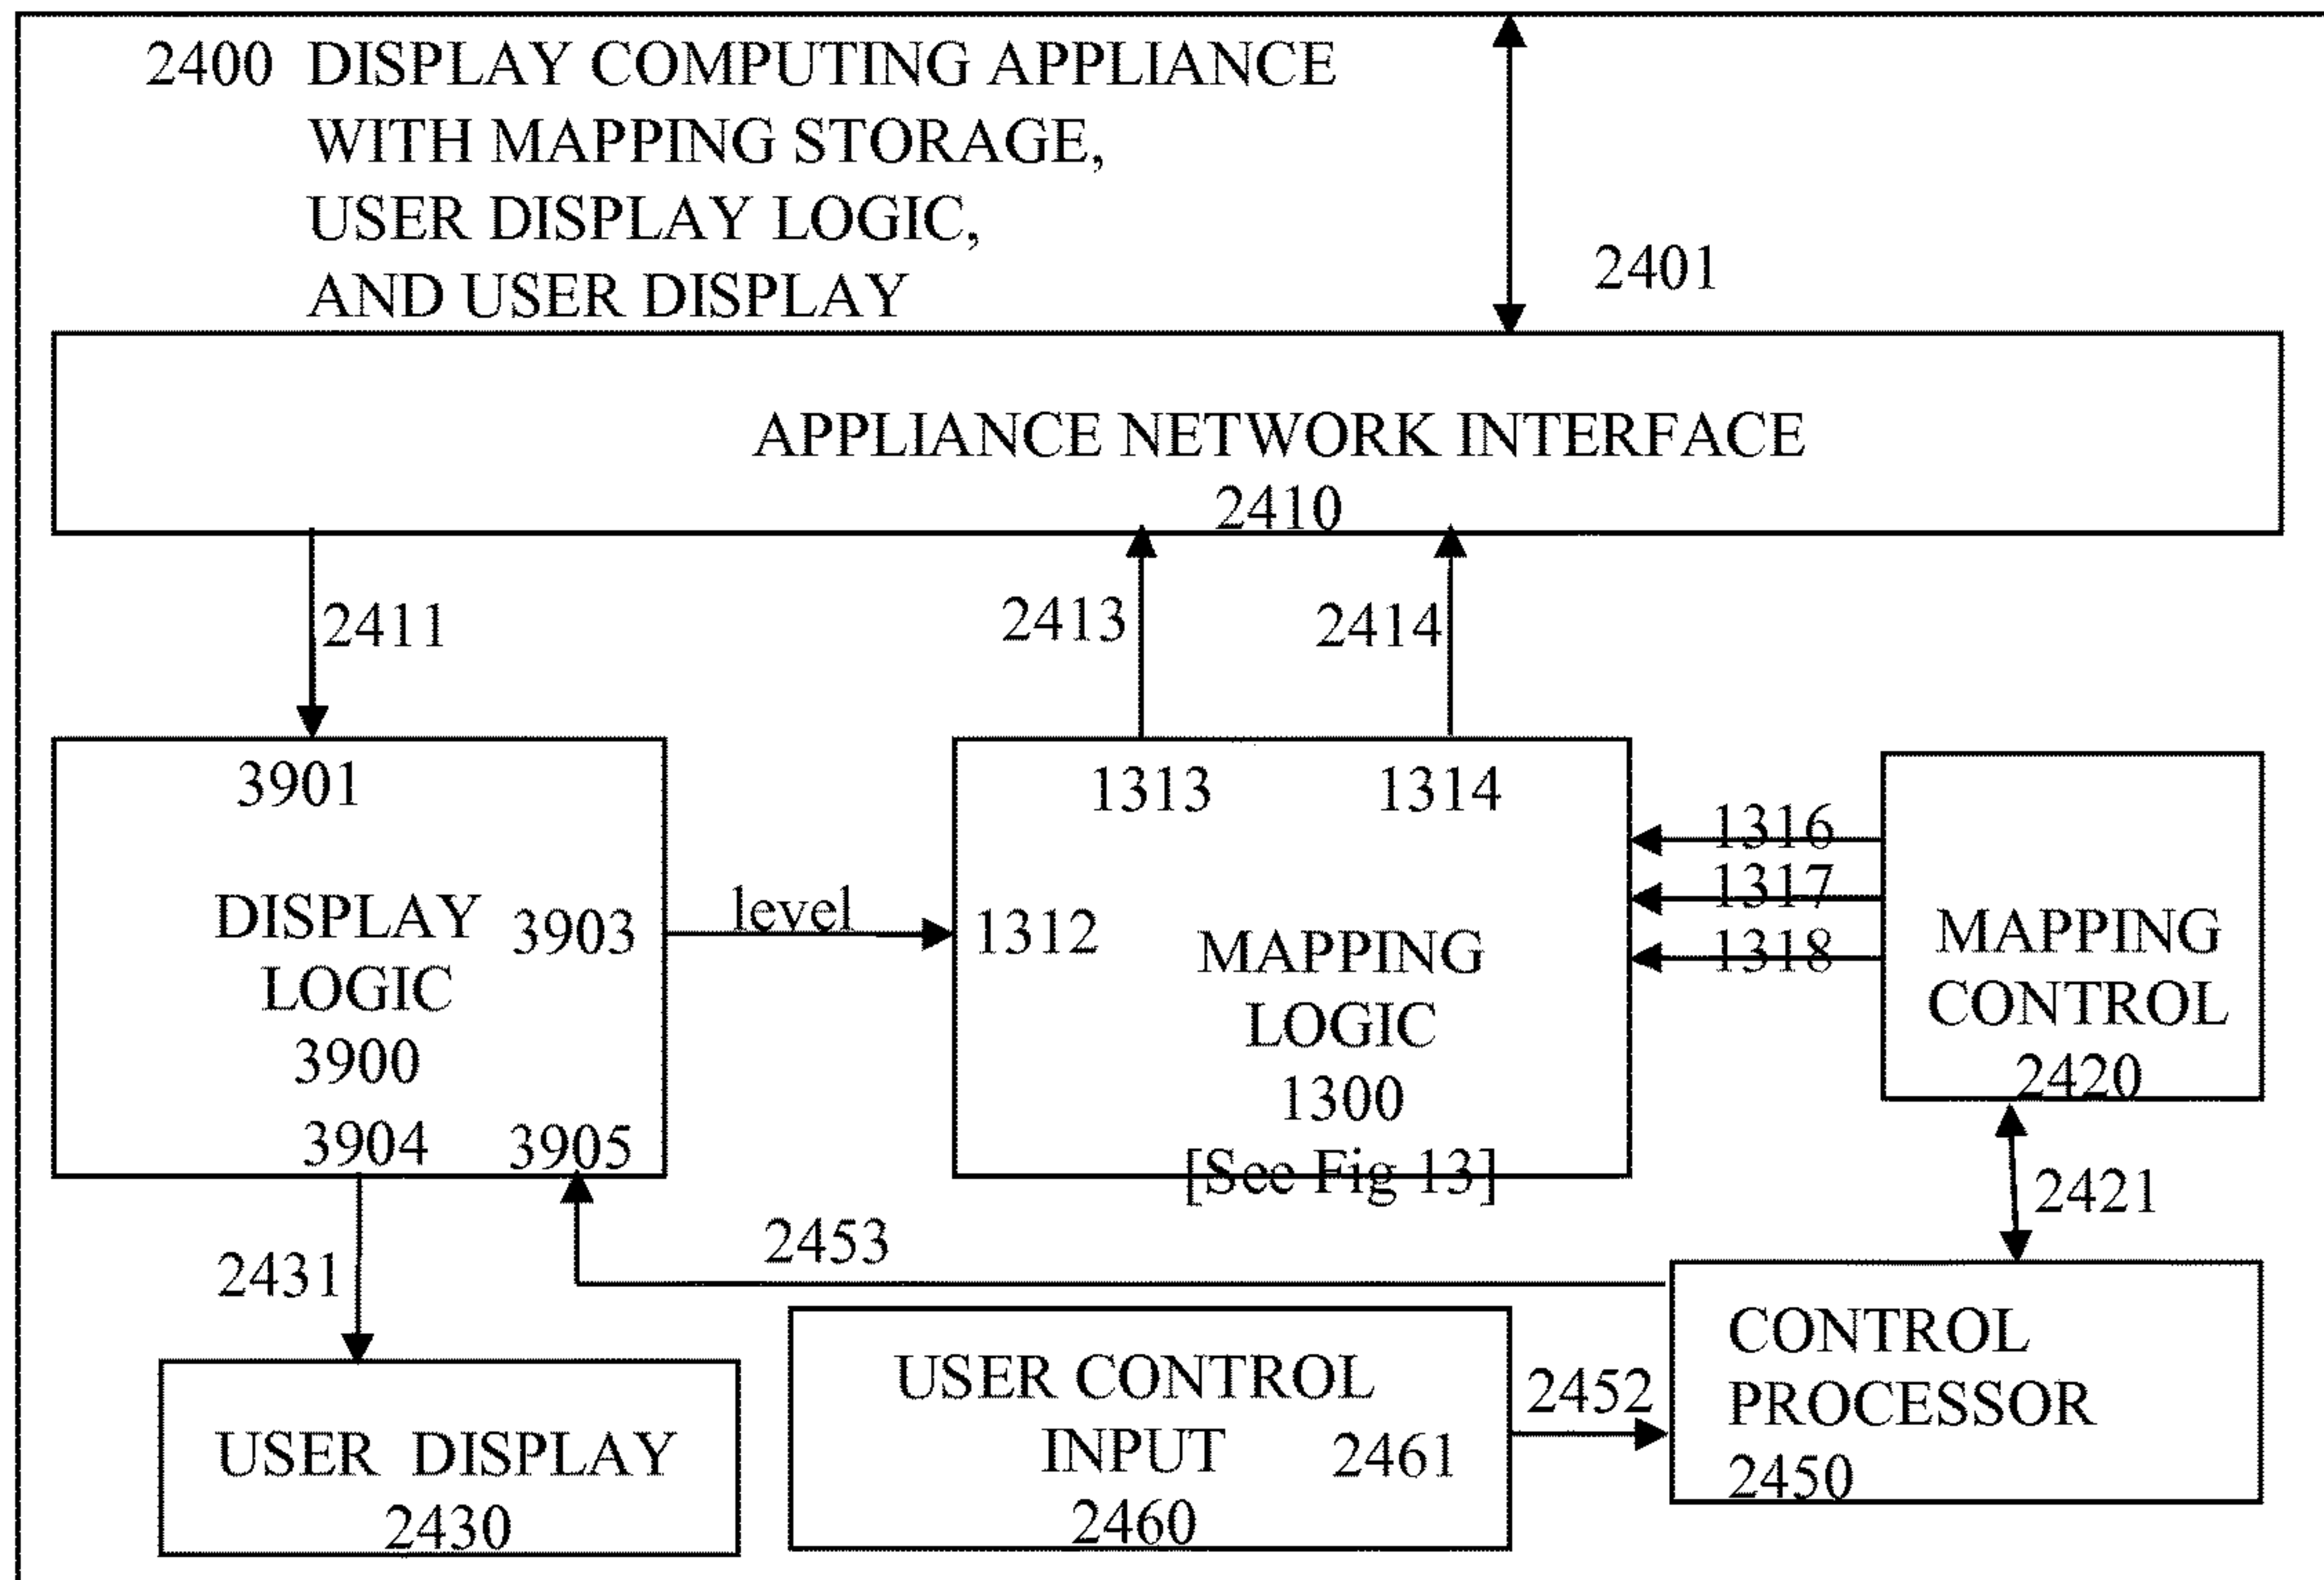 2400 DISPLAY COMPUTING APPLIANCE
WITH MAPPING STORAGE,
USER DISPLAY LOGIC,
AND USER DISPLAY
2401
APPLIANCE NETWORK INTERFACE
2410
2411
2413
2414
3901
DISPLAY
LOGIC
3900
3903
3904
3905
level
1313
1314
1312
MAPPING
LOGIC
1300
[See Fig 13]
1316
1317
1318
MAPPING
CONTROL
2420
2421
2453
2431
USER DISPLAY
2430
USER CONTROL
INPUT
2461
2460
2452
CONTROL
PROCESSOR
2450